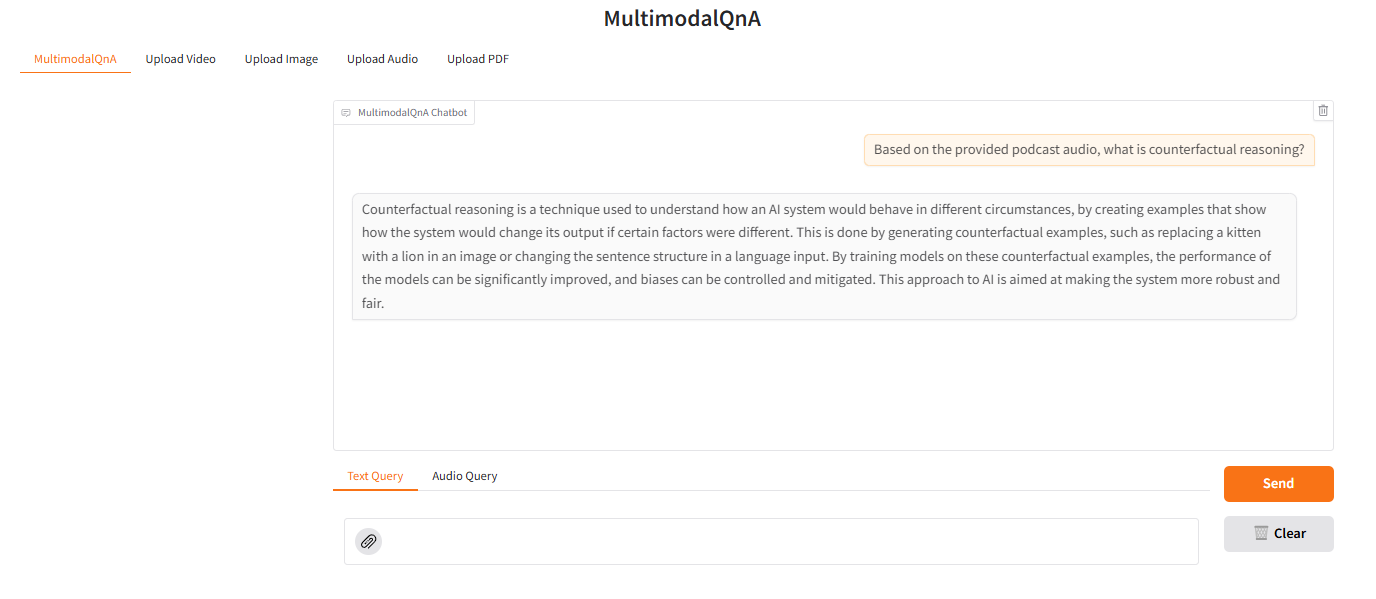 MultimodalQnA
MultimodalQnA Upload Video Upload Image Upload Audio Upload PDF
MultimodalQnA Chatbot
Based on the provided podcast audio, what is counterfactual reasoning?
Counterfactual reasoning is a technique used to understand how an AI system would behave in different circumstances, by creating examples that show
how the system would change its output if certain factors were different. This is done by generating counterfactual examples, such as replacing a kitten
with a lion in an image or changing the sentence structure in a language input. By training models on these counterfactual examples, the performance of
the models can be significantly improved, and biases can be controlled and mitigated. This approach to AI is aimed at making the system more robust and
fair.
Text Query Audio Query
Send
Clear